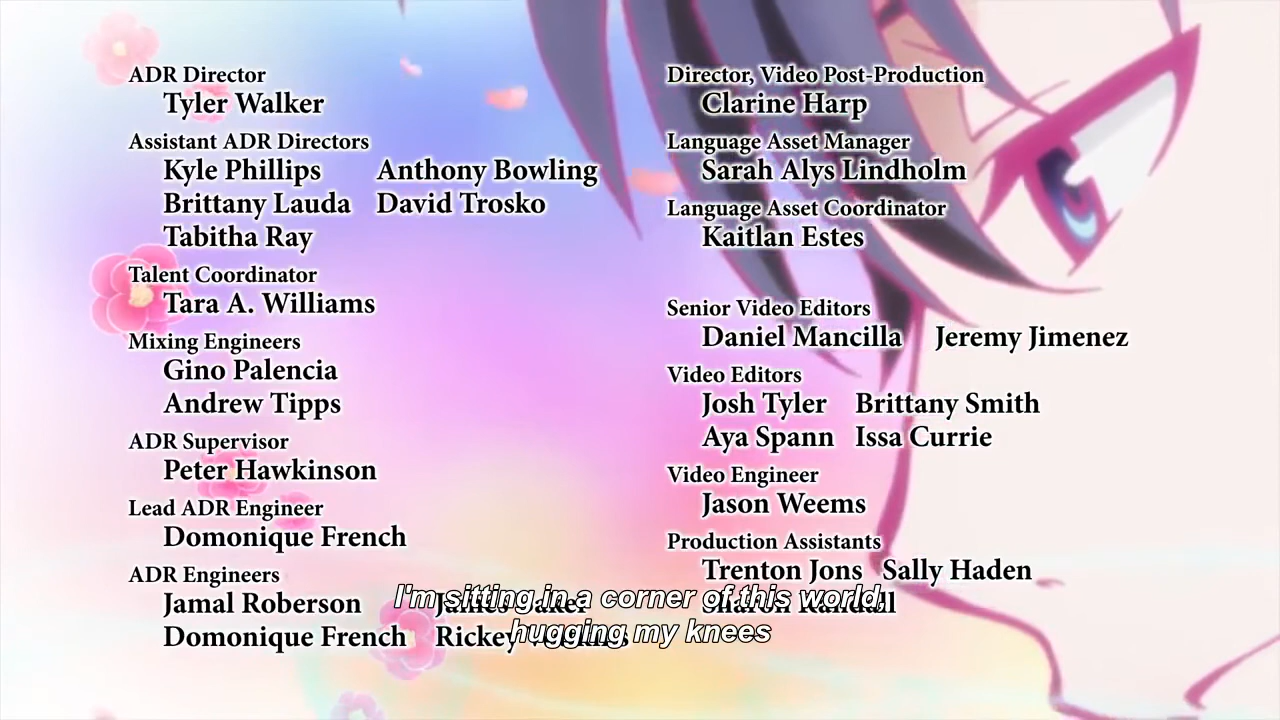 ADR Director
Tyler Walker
Assistant ADR Directors
Kyle Phillips Anthony Bowling
Brittany Lauda David Trosko
Tabitha Ray
Talent Coordinator
Tara A. Williams
Mixing Engineers
Gino Palencia
Andrew Tipps
ADR Supervisor
Peter Hawkinson
Lead ADR Engineer
Domonique French
ADR Engineers
Jamal Roberson
Domonique French Rickey
Director, Video Post-Production
Clarine Harp
Language Asset Manager
Sarah Alys Lindholm
Language Asset Coordinator
Kaitlan Estes
Senior Video Editors
Daniel Mancilla Jeremy Jimenez
Video Editors
Josh Tyler Brittany Smith
Aya Spann Issa Currie
Video Engineer
Jason Weems
Production Assistants
Trenton Jons Sally Haden
Sharon Randall
I'm sitting in a corner of this world,
hugging my knees